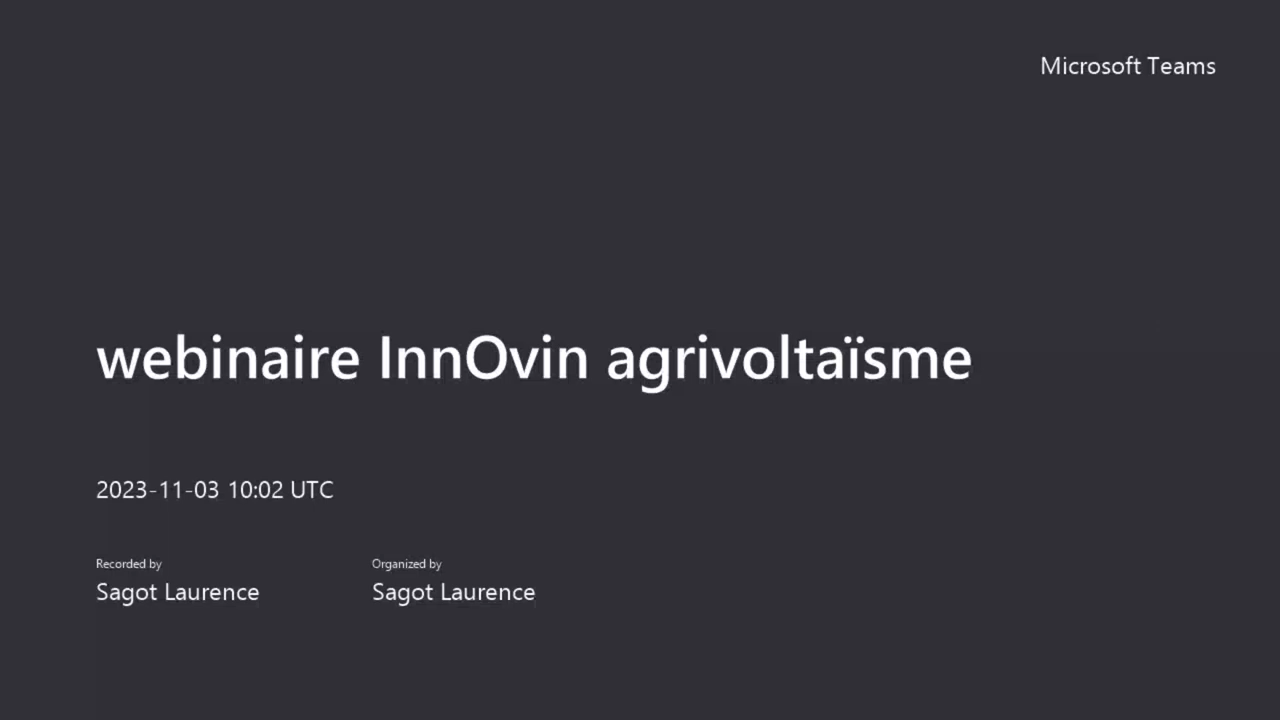 Microsoft Teams
webinaire InnOvin agrivoltaïsme
2023-11-03 10:02 UTC
Recorded by
Sagot Laurence
Organized by
Sagot Laurence